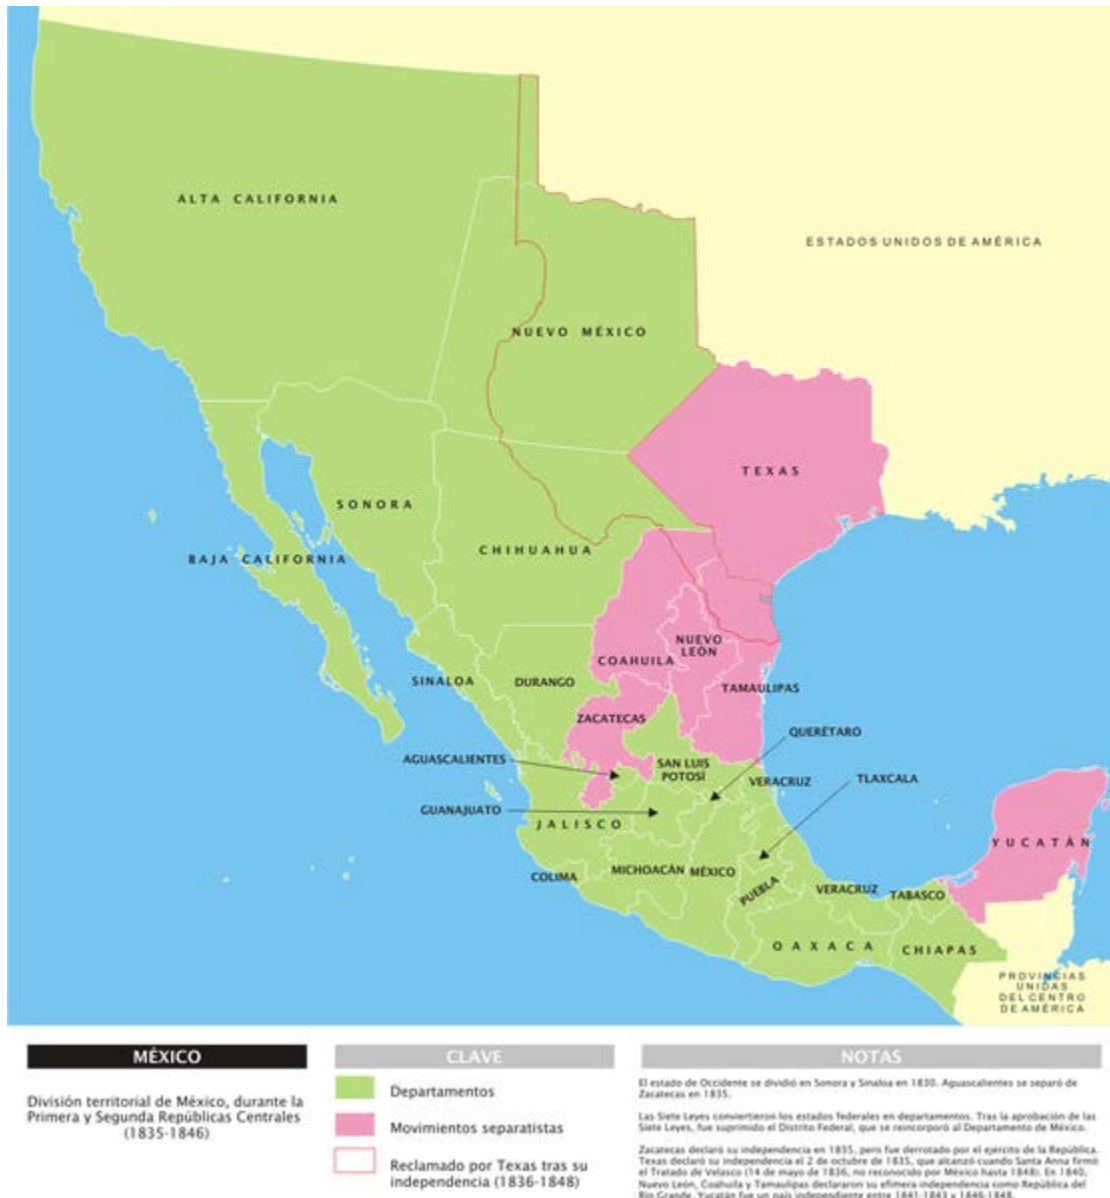 ALTA CALIFORNIA
ESTADOS UNIDOS DE AMÉRICA
NUEVO MÉXICO
TEXAS
SONORA
CHIHUAHUA
BAJA CALIFORNIA
NUEVO
LEÓN
COAHUILA
SINALOA
DURANGO
TAMAULIPAS
ZACATECAS
QUERÉTARO
AGUASCALIENTES
SAN LUIS
POTOSÍ
VERACRUZ
TLAXCALA
GUANAJUATO
JALISCO
YUCATÁN
MICHOACÁN
MÉXICO
COLIMA
PUEBLA
VERACRUZ
TABASCO
OAXACA
CHIAPAS
PROVINCIAS
UNIDAS
DEL CENTRO
DE AMÉRICA
MÉXICO
División territorial de México, durante la
Primera y Segunda Repúblicas Centrales
(1835-1846)
CLAVE
Departamentos
Movimientos separatistas
Reclamado por Texas tras su
independencia (1836-1848)
NOTAS
El estado de Occidente se dividió en Sonora y Sinaloa en 1830. Aguascalientes se separó de
Zacatecas en 1835.
Las Siete Leyes convirtieron los estados federales en departamentos. Tras la aprobación de las
Siete Leyes, fue suprimido el Distrito Federal, que se reincorporó al Departamento de México.
Zacatecas declaró su independencia en 1835, pero fue derrotado por el ejército de la República.
Texas declaró su independencia el 2 de octubre de 1835, que alcanzó cuando Santa Anna firmó
el Tratado de Velasco (14 de mayo de 1836, no reconocido por México hasta 1848). En 1840,
Nuevo León, Coahuila y Tamaulipas declararon su efímera independencia como República del
Río Grande. Yucatán fue un país independiente entre 1841-1843 y 1846-1848.